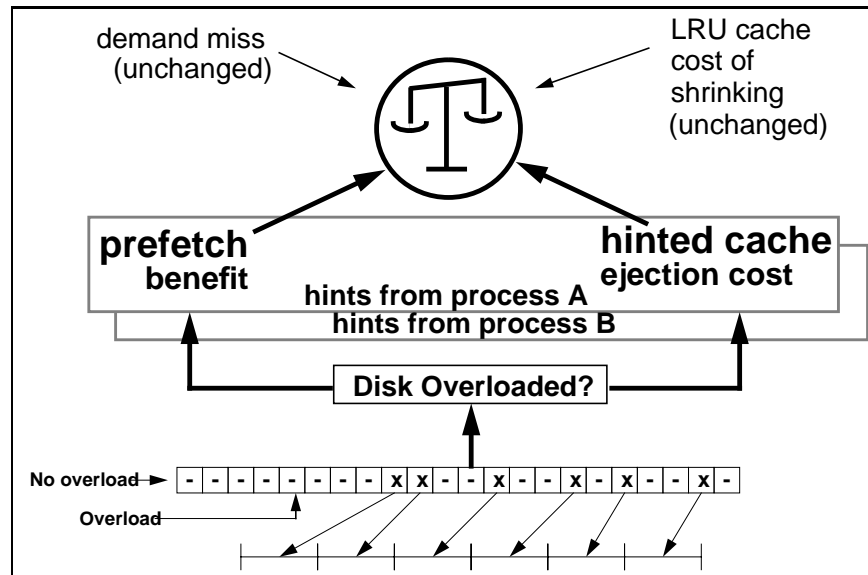 demand miss
(unchanged)
LRU cache
cost of
shrinking
(unchanged)
prefetch
benefit
hinted cache
ejection cost
hints from process A
hints from process B
Disk Overloaded?
No overload
- - - - - - - - x x - - x - - x - x - - x -
Overload